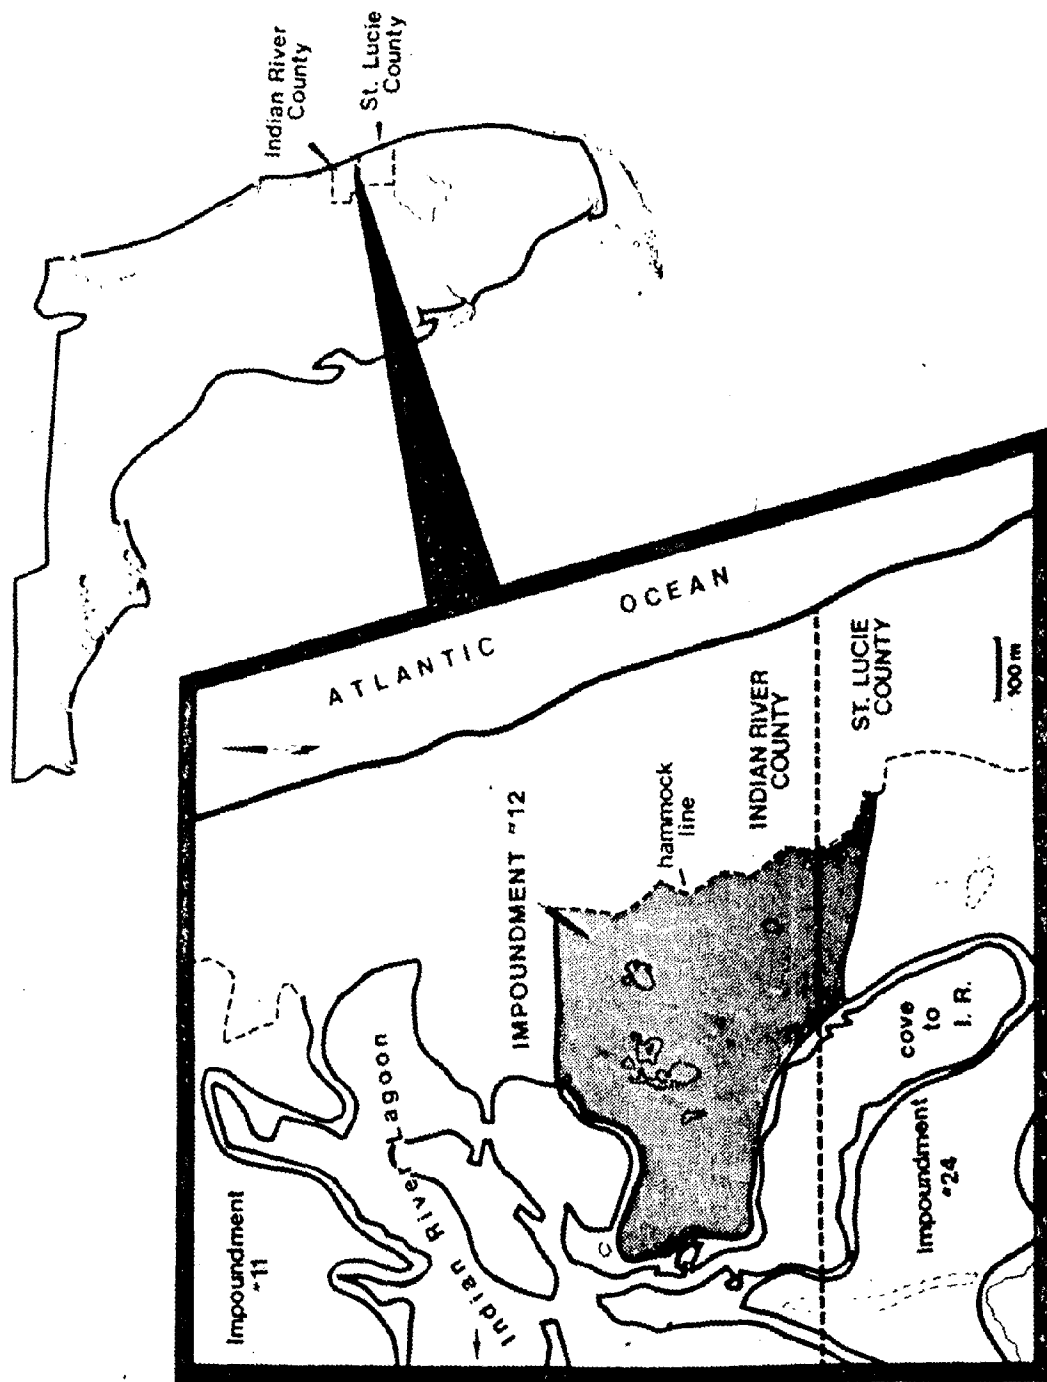 Indian River
County
St. Lucie
County
ATLANTIC OCEAN
IMPOUNDMENT #12
hammock
line
INDIAN RIVER
COUNTY
ST. LUCIE
COUNTY
100 m
Impoundment
#11
Indian River Lagoon
C
cove
to
I. R.
Impoundment
#24